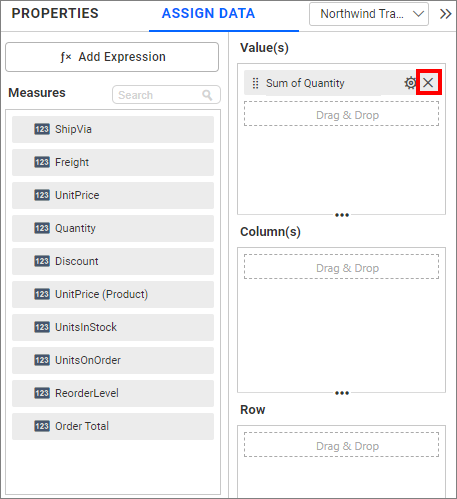 PROPERTIES
ASSIGN DATA
Northwind Tra...
ƒx Add Expression
Measures
Search
123 ShipVia
123 Freight
123 UnitPrice
123 Quantity
123 Discount
123 UnitPrice (Product)
123 UnitsInStock
123 UnitsOnOrder
123 ReorderLevel
123 Order Total
Value(s)
Sum of Quantity
Drag & Drop
Column(s)
Drag & Drop
Row
Drag & Drop